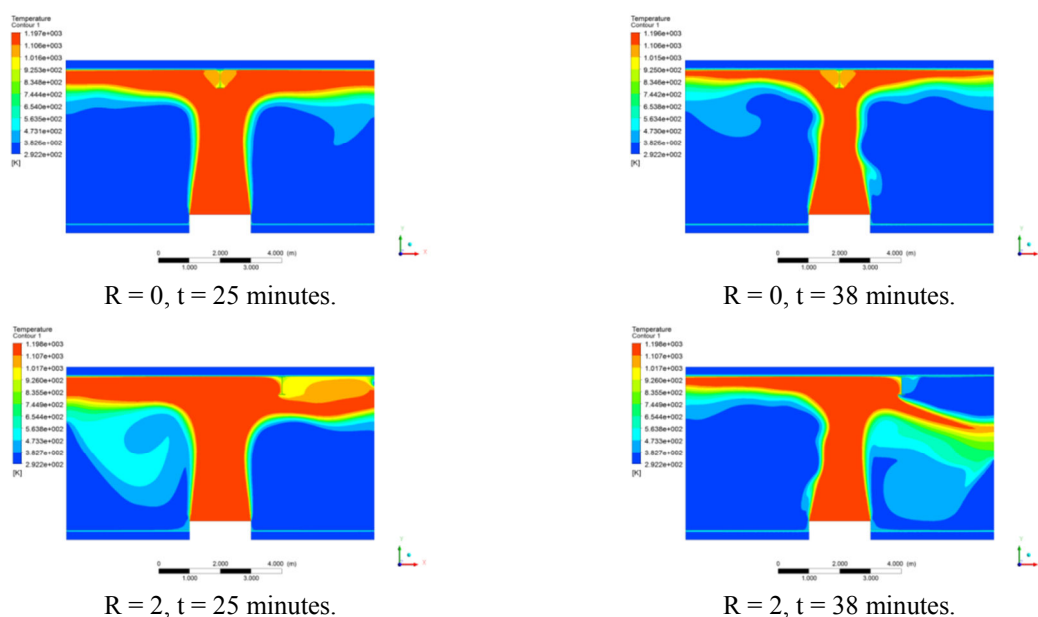 Temperature
Contour 1
1.197e+003
1.106e+003
1.016e+003
9.253e+002
8.348e+002
7.444e+002
6.540e+002
5.635e+002
4.731e+002
3.826e+002
2.922e+002
[K]
0 2.000 4.000 (m)
1.000 3.000
R = 0, t = 25 minutes.
Temperature
Contour 1
1.196e+003
1.106e+003
1.015e+003
9.250e+002
8.346e+002
7.442e+002
6.538e+002
5.634e+002
4.730e+002
3.826e+002
2.922e+002
[K]
0 2.000 4.000 (m)
1.000 3.000
R = 0, t = 38 minutes.
Temperature
Contour 1
1.198e+003
1.107e+003
1.017e+003
9.260e+002
8.355e+002
7.449e+002
6.544e+002
5.638e+002
4.733e+002
3.827e+002
2.922e+002
[K]
0 2.000 4.000 (m)
1.000 3.000
R = 2, t = 25 minutes.
Temperature
Contour 1
1.198e+003
1.107e+003
1.017e+003
9.260e+002
8.355e+002
7.449e+002
6.544e+002
5.638e+002
4.733e+002
3.827e+002
2.922e+002
[K]
0 2.000 4.000 (m)
1.000 3.000
R = 2, t = 38 minutes.